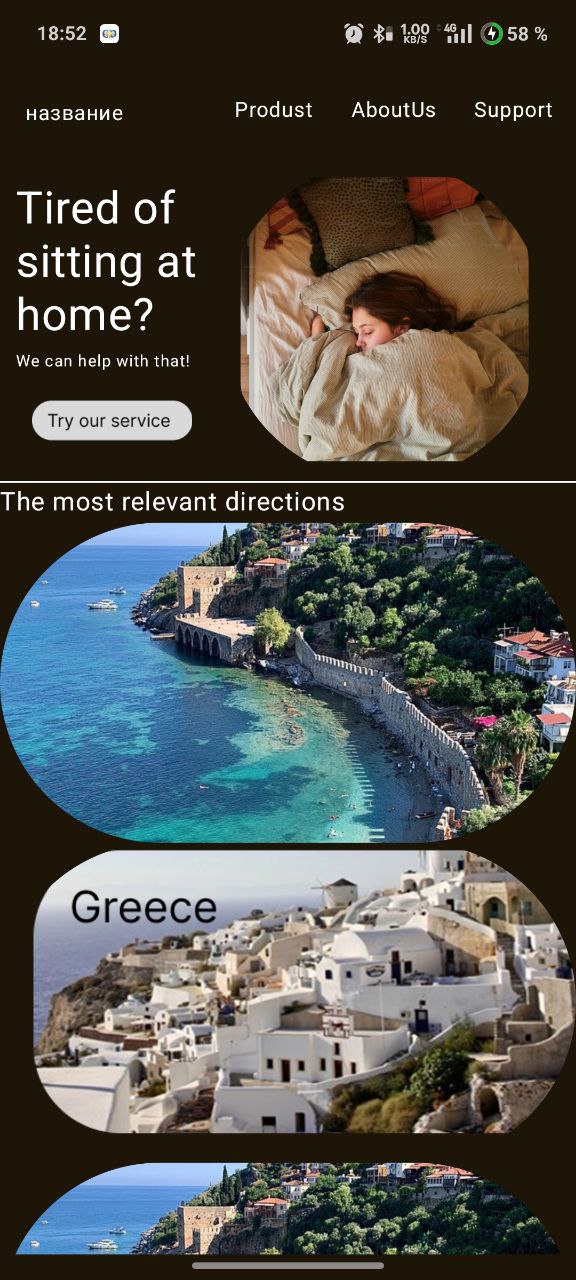 18:52
1.00 KB/S 4G 58 %
название Produst AboutUs Support
Tired of
sitting at
home?
We can help with that!
Try our service
The most relevant directions
Greece